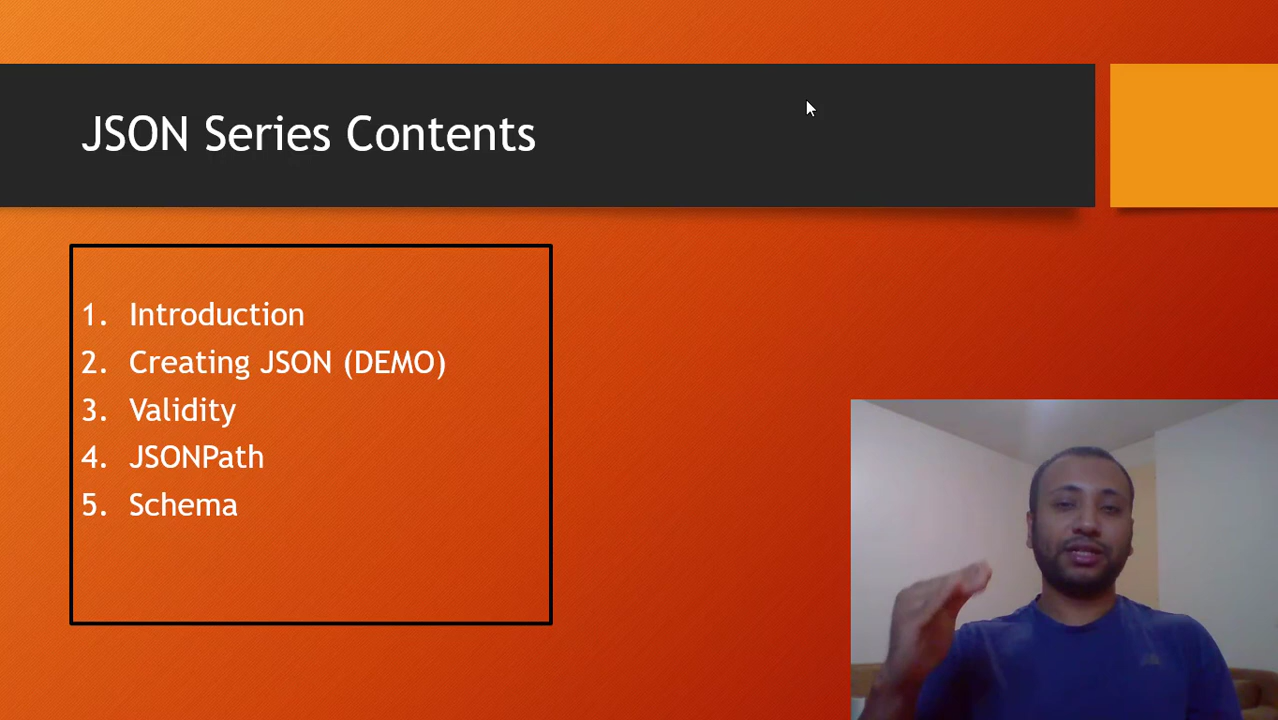 JSON Series Contents
1. Introduction
2. Creating JSON (DEMO)
3. Validity
4. JSONPath
5. Schema